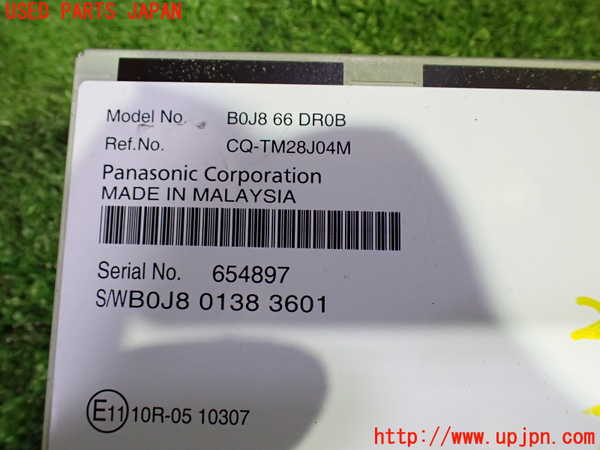 USED PARTS JAPAN
Model No. B0J8 66 DR0B
Ref.No. CQ-TM28J04M
Panasonic Corporation
MADE IN MALAYSIA
Serial No. 654897
S/WB0J8 0138 3601
E11 10R-05 10307
http://www.upjpn.com/